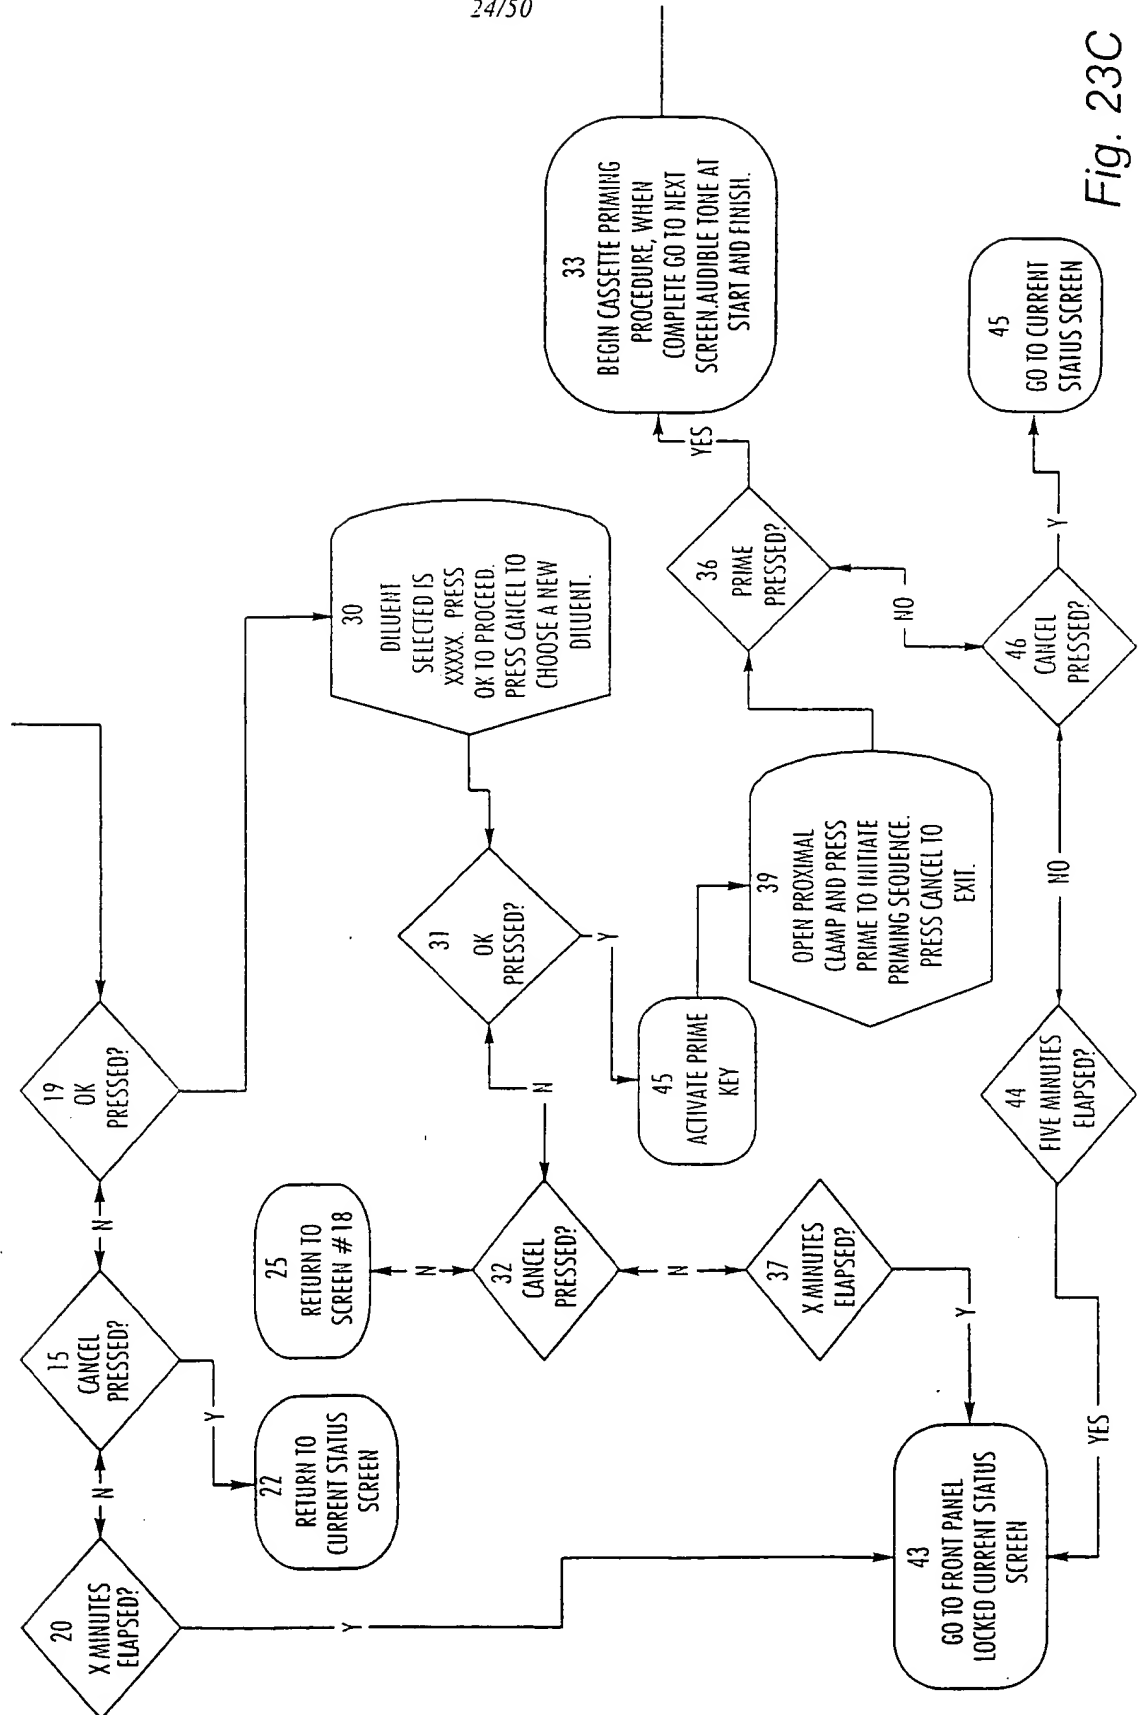 24/50
20
X MINUTES
ELAPSED?
N
15
CANCEL
PRESSED?
N
19
OK
PRESSED?
Y
22
RETURN TO
CURRENT STATUS
SCREEN
Y
25
RETURN TO
SCREEN #18
N
32
CANCEL
PRESSED?
N
31
OK
PRESSED?
30
DILUENT
SELECTED IS
XXXXX. PRESS
OK TO PROCEED.
PRESS CANCEL TO
CHOOSE A NEW
DILUENT.
N
37
X MINUTES
ELAPSED?
Y
Y
45
ACTIVATE PRIME
KEY
39
OPEN PROXIMAL
CLAMP AND PRESS
PRIME TO INITIATE
PRIMING SEQUENCE.
PRESS CANCEL TO
EXIT.
36
PRIME
PRESSED?
YES
33
BEGIN CASSETTE PRIMING
PROCEDURE, WHEN
COMPLETE GO TO NEXT
SCREEN.AUDIBLE TONE AT
START AND FINISH.
NO
43
GO TO FRONT PANEL
LOCKED CURRENT STATUS
SCREEN
YES
44
FIVE MINUTES
ELAPSED?
NO
46
CANCEL
PRESSED?
Y
45
GO TO CURRENT
STATUS SCREEN
Fig. 23C